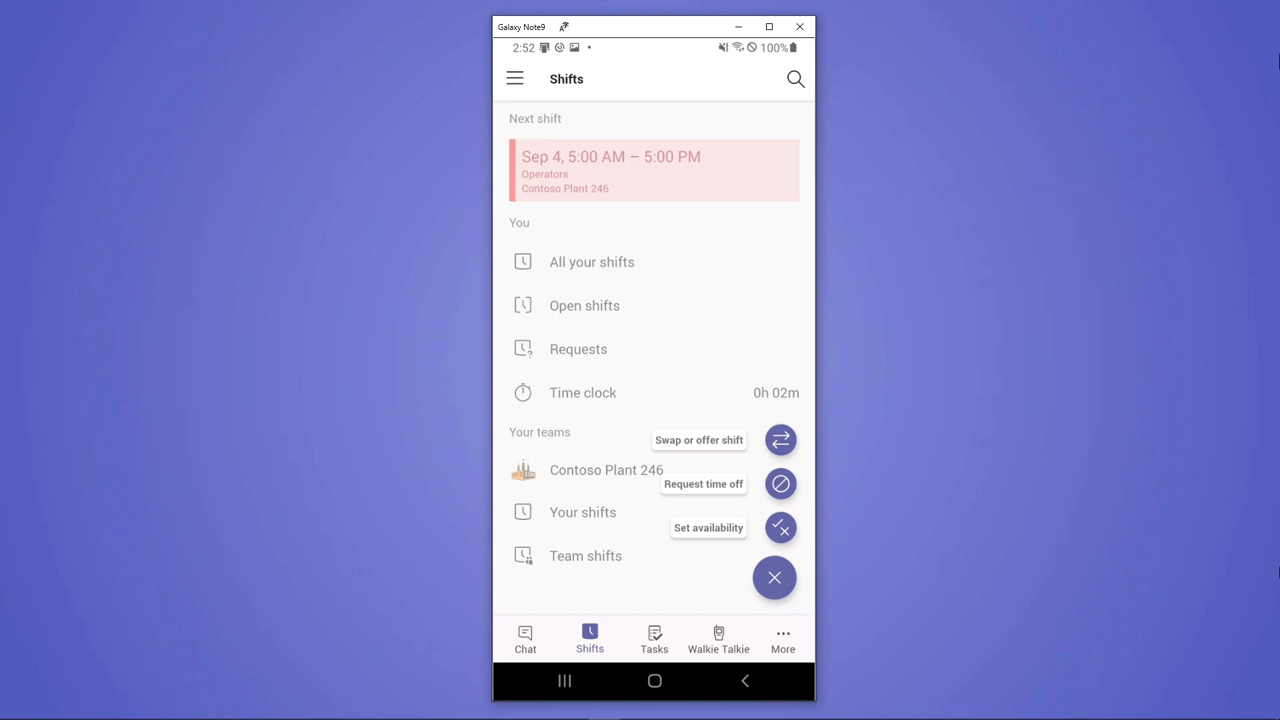 Galaxy Note9
2:52
100%
Shifts
Next shift
Sep 4, 5:00 AM – 5:00 PM
Operators
Contoso Plant 246
You
All your shifts
Open shifts
Requests
Time clock 0h 02m
Your teams
Swap or offer shift
Contoso Plant 246
Request time off
Your shifts
Set availability
Team shifts
Chat
Shifts
Tasks
Walkie Talkie
More